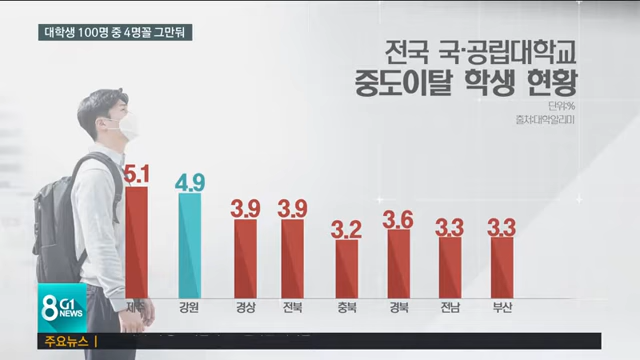 대학생 100명 중 4명꼴 그만둬
전국 국·공립대학교
중도이탈 학생 현황
단위:%
출처:대학알리미
5.1
4.9
3.9
3.9
3.2
3.6
3.3
3.3
제주
강원
경상
전북
충북
경북
전남
부산
8 G1
NEWS
주요뉴스